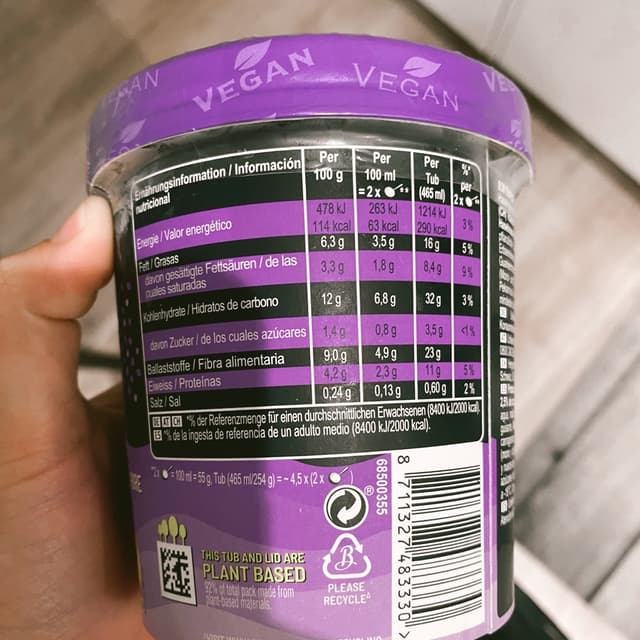 VEGAN VEGAN VEGAN
Ernährungsinformation / Información nutricional Per 100 g Per 100 ml =2 x ** Per Tub (465 ml) %* per 2 x **
Energie / Valor energético 478 kJ 114 kcal 263 kJ 63 kcal 1214 kJ 290 kcal 3%
Fett / Grasas 6,3 g 3,5 g 16 g 5%
davon gesättigte Fettsäuren / de las cuales saturadas 3,3 g 1,8 g 8,4 g 9%
Kohlenhydrate / Hidratos de carbono 12 g 6,8 g 32 g 3%
davon Zucker / de los cuales azúcares 1,4 g 0,8 g 3,5 g <1%
Ballaststoffe / Fibra alimentaria 9,0 g 4,9 g 23 g
Eiweiss / Proteínas 4,2 g 2,3 g 11 g 5%
Salz / Sal 0,24 g 0,13 g 0,60 g 2%
DE AT CH *% der Referenzmenge für einen durchschnittlichen Erwachsenen (8400 kJ/2000 kcal).
ES *% de la ingesta de referencia de un adulto medio (8400 kJ/2000 kcal).
= 100 ml = 55 g, Tub (465 ml/254 g) = ~ 4,5 x (2 x
68500355
8 711327 483330 >
THIS TUB AND LID ARE
PLANT BASED
92% of total pack made from
plant-based materials.
PLEASE
RECYCLE